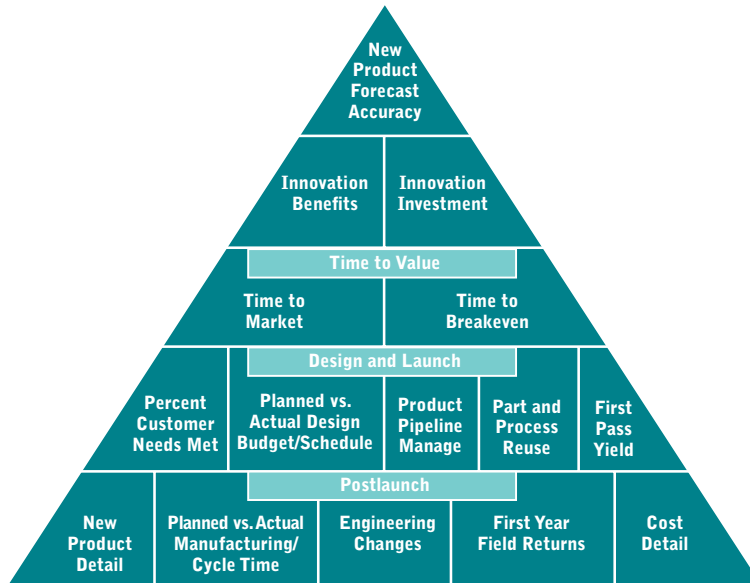 New
Product
Forecast
Accuracy
Innovation
Benefits
Innovation
Investment
Time to Value
Time to
Market
Time to
Breakeven
Design and Launch
Percent
Customer
Needs Met
Planned vs.
Actual Design
Budget/Schedule
Product
Pipeline
Manage
Part and
Process
Reuse
First
Pass
Yield
Postlaunch
New
Product
Detail
Planned vs. Actual
Manufacturing/
Cycle Time
Engineering
Changes
First Year
Field Returns
Cost
Detail